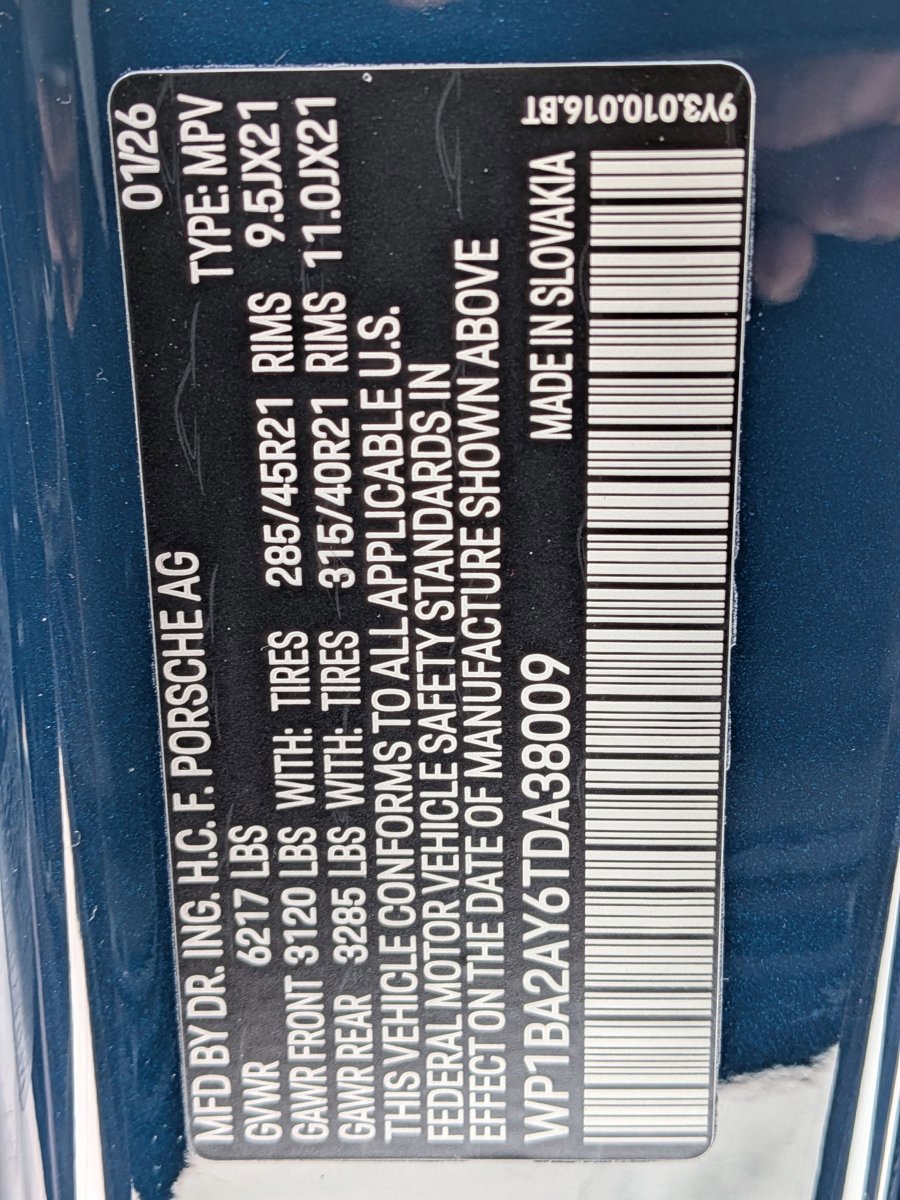 MFD BY DR. ING. H.C. F. PORSCHE AG 01/26
GVWR 6217 LBS TYPE: MPV
GAWR FRONT 3120 LBS WITH: TIRES 285/45R21 RIMS 9.5JX21
GAWR REAR 3285 LBS WITH: TIRES 315/40R21 RIMS 11.0JX21
THIS VEHICLE CONFORMS TO ALL APPLICABLE U.S.
FEDERAL MOTOR VEHICLE SAFETY STANDARDS IN
EFFECT ON THE DATE OF MANUFACTURE SHOWN ABOVE
WP1BA2AY6TDA38009 MADE IN SLOVAKIA
9Y3.010.016.BT